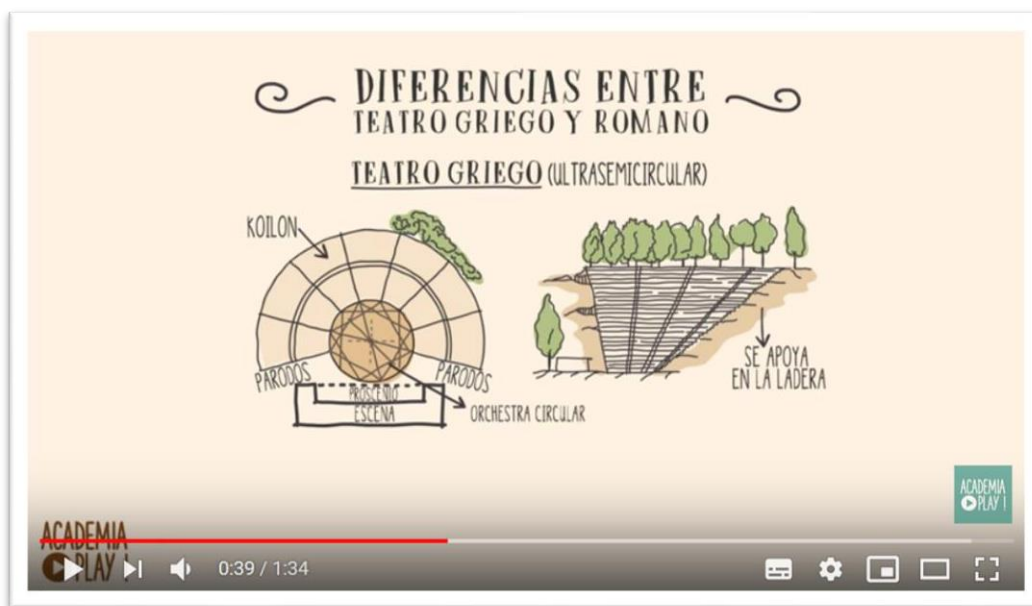 DIFERENCIAS ENTRE
TEATRO GRIEGO Y ROMANO
TEATRO GRIEGO (ULTRASEMICIRCULAR)
KOILON
PARODOS
PARODOS
PROSCENIO
ESCENA
ORCHESTRA CIRCULAR
SE APOYA
EN LA LADERA
ACADEMIA
PLAY !
ACADEMIA
PLAY !
0:39 / 1:34